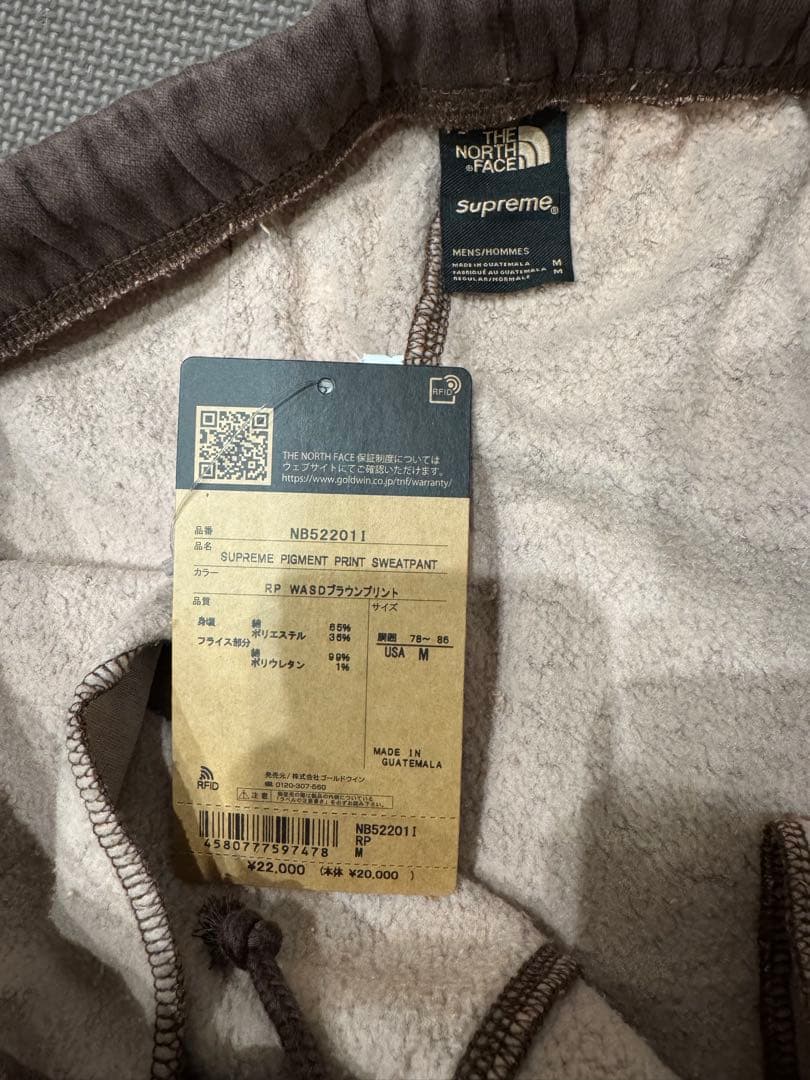 THE
NORTH
FACE
Supreme®
MENS/HOMMES
MADE IN GUATEMALA M
FABRIQUÉ AU GUATEMALA M
REGULAR/NORMALE
RFID
THE NORTH FACE 保証制度については
ウェブサイトにてご確認いただけます。
https://www.goldwin.co.jp/tnf/warranty/
品番 NB52201I
品名
SUPREME PIGMENT PRINT SWEATPANT
カラー
RP WASDブラウンプリント
品質
身頃 綿 65%
ポリエステル 35%
フライス部分
綿 99%
ポリウレタン 1%
サイズ
胴囲 78~ 86
USA M
MADE IN
GUATEMALA
RFID
発売元/株式会社ゴールドウイン
0120-307-560
注意
4580777597478
NB52201I
RP
M
¥22,000 (本体 ¥20,000 )